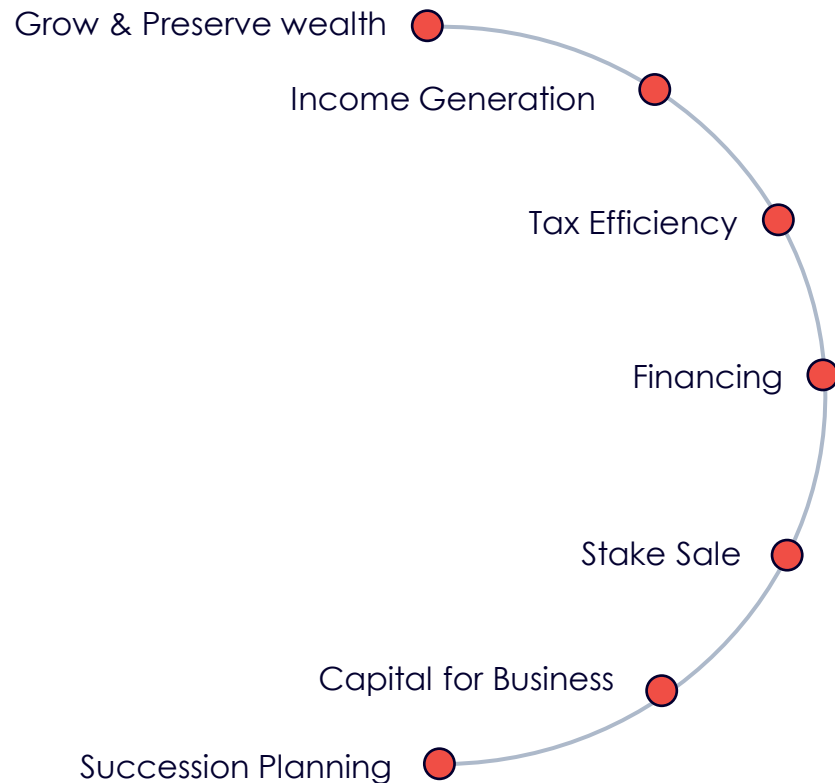 Grow & Preserve wealth
Income Generation
Tax Efficiency
Financing
Stake Sale
Capital for Business
Succession Planning